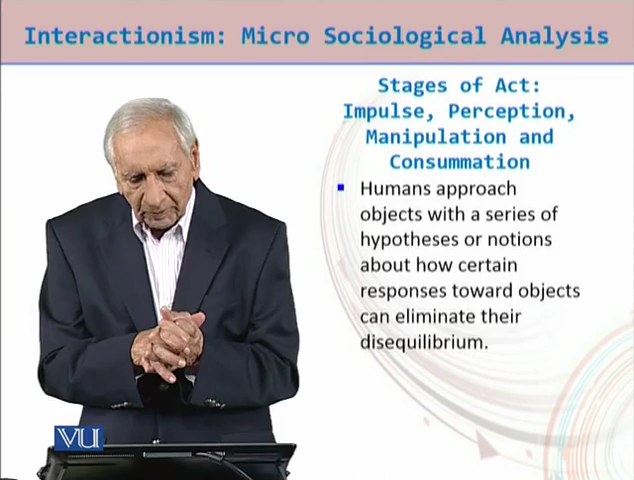 Interactionism: Micro Sociological Analysis
Stages of Act:
Impulse, Perception,
Manipulation and
Consummation
Humans approach
objects with a series of
hypotheses or notions
about how certain
responses toward objects
can eliminate their
disequilibrium.
VU